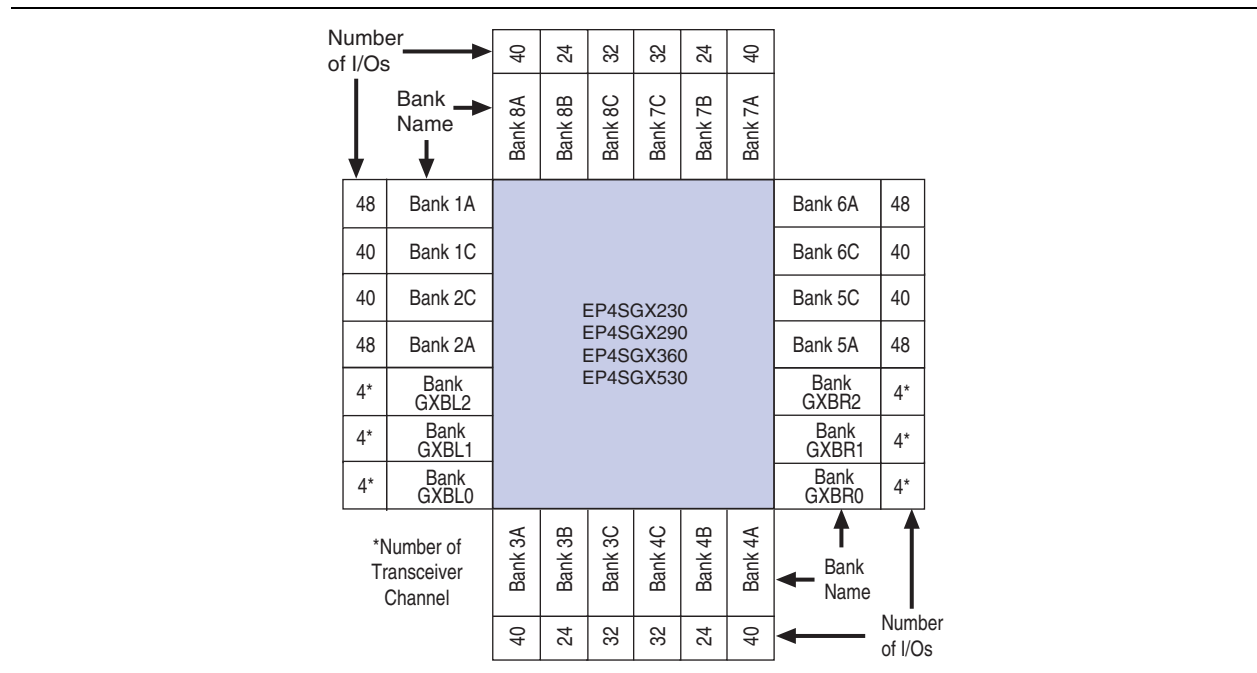 Number
of I/Os
40
24
32
32
24
40
Bank
Name
Bank 8A
Bank 8B
Bank 8C
Bank 7C
Bank 7B
Bank 7A
48
Bank 1A
Bank 6A
48
40
Bank 1C
Bank 6C
40
40
Bank 2C
Bank 5C
40
48
Bank 2A
Bank 5A
48
EP4SGX230
EP4SGX290
EP4SGX360
EP4SGX530
4*
Bank
GXBL2
Bank
GXBR2
4*
4*
Bank
GXBL1
Bank
GXBR1
4*
4*
Bank
GXBL0
Bank
GXBR0
4*
*Number of
Transceiver
Channel
Bank 3A
Bank 3B
Bank 3C
Bank 4C
Bank 4B
Bank 4A
Bank
Name
40
24
32
32
24
40
Number
of I/Os